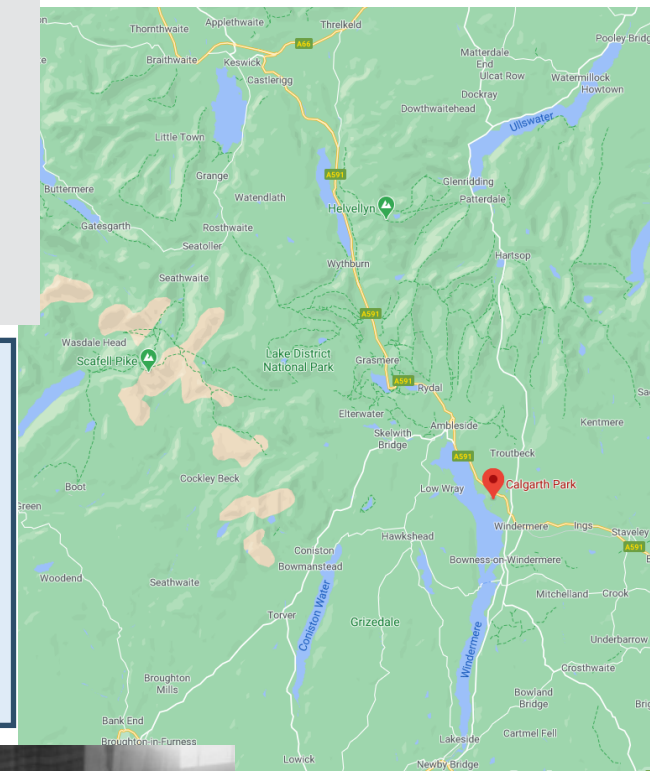 Applethwaite
Threlkeld
Thornthwaite
A66
Pooley Bridg
Braithwaite
Keswick
Castlerigg
Matterdale
End
Ulcat Row
Watermillock
Howtown
Dockray
Dowthwaitehead
Ullswater
Little Town
Grange
A591
Glenridding
Buttermere
Watendlath
Helvellyn
Patterdale
Gatesgarth
Rosthwaite
Seatoller
Hartsop
Wythburn
Seathwaite
A591
Wasdale Head
Scafell Pike
Lake District
National Park
Grasmere
A591
Rydal
Elterwater
Skelwith
Bridge
Ambleside
Kentmere
Troutbeck
A591
Cockley Beck
Boot
Low Wray
Calgarth Park
Green
Windermere
Ings
Staveley
Hawkshead
A591
Coniston
Bowmanstead
Bowness-on-Windermere
Woodend
Seathwaite
Mitchelland
Crook
Coniston Water
Torver
Grizedale
Windermere
Underbarrow
Crosthwaite
Broughton
Mills
Bowland
Bridge
Brig
Bank End
Broughton-in-Furness
Lakeside
Cartmel Fell
Lowick
Newby Bridge